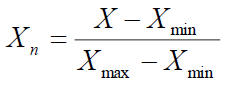 X_n = (X − X_min) / (X_max − X_min)